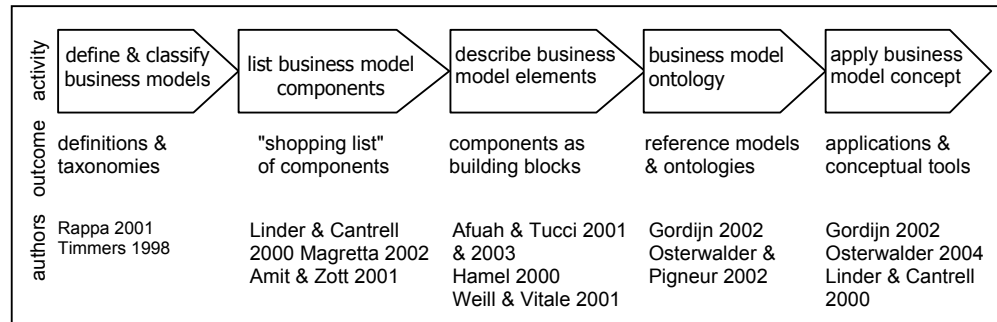 activity
define & classify
business models
list business model
components
describe business
model elements
business model
ontology
apply business
model concept
outcome
definitions &
taxonomies
"shopping list"
of components
components as
building blocks
reference models
& ontologies
applications &
conceptual tools
authors
Rappa 2001
Timmers 1998
Linder & Cantrell
2000 Magretta 2002
Amit & Zott 2001
Afuah & Tucci 2001
& 2003
Hamel 2000
Weill & Vitale 2001
Gordijn 2002
Osterwalder &
Pigneur 2002
Gordijn 2002
Osterwalder 2004
Linder & Cantrell
2000